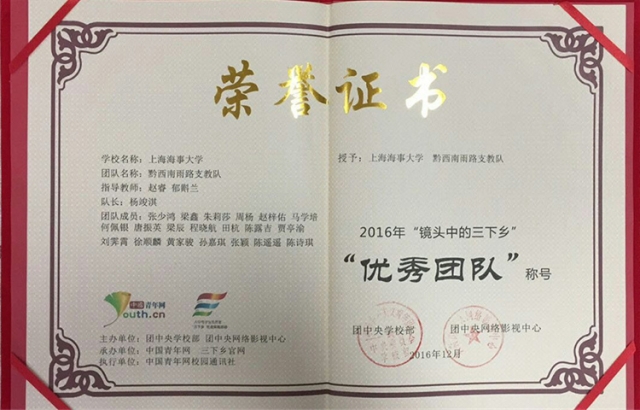 荣誉证书
学校名称：上海海事大学
团队名称：黔西南雨路支教队
指导教师：赵睿 郁斢兰
队长：杨竣淇
团队成员：张少鸿 梁鑫 朱莉莎 周杨 赵梓佑 马学培
何佩银 唐振英 梁辰 程晓航 田杭 陈露吉 贾亭渝
刘霁霄 徐顺麟 黄家骏 孙嘉琪 张颖 陈遥遥 陈诗琪
中国青年网
Youth.cn
主办单位：团中央学校部 团中央网络影视中心
承办单位：中国青年网 三下乡官网
执行单位：中国青年网校园通讯社
授予：上海海事大学 黔西南雨路支教队
2016年“镜头中的三下乡”
“优秀团队”称号
团中央学校部 团中央网络影视中心
2016年12月